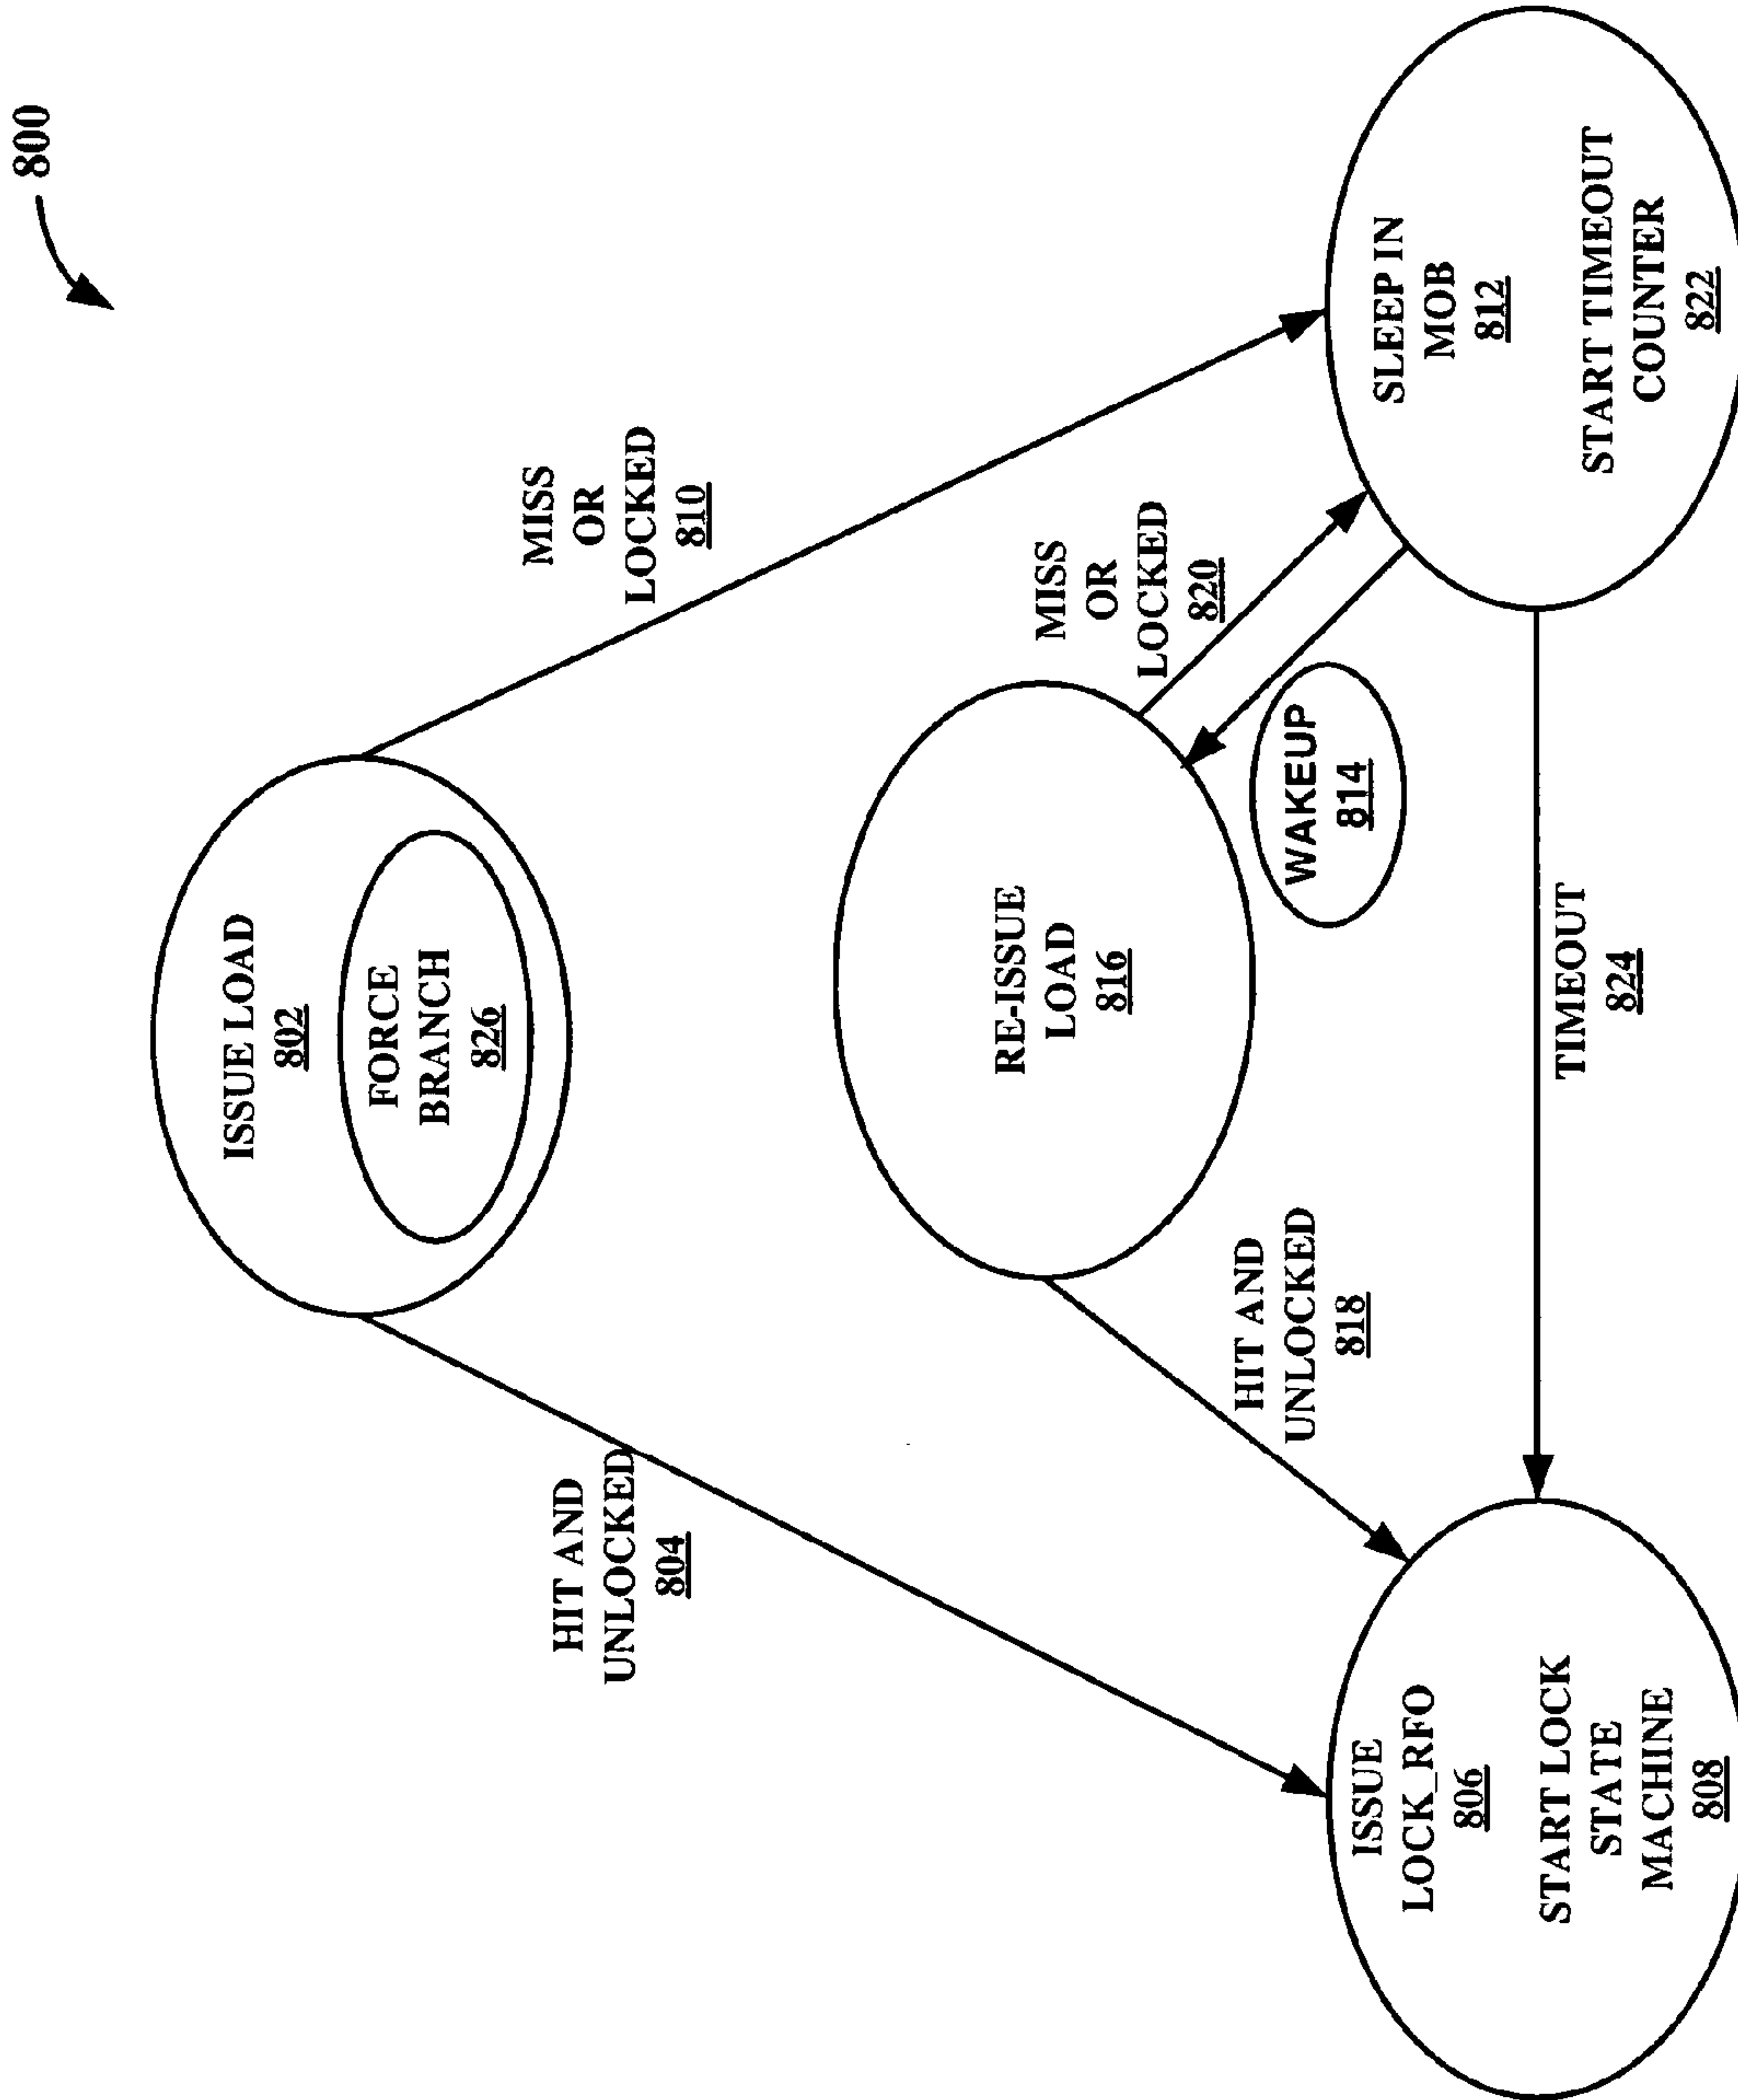 800
ISSUE LOAD
802
FORCE
BRANCH
826
HIT AND
UNLOCKED
804
MISS
OR
LOCKED
810
RE-ISSUE
LOAD
816
MISS
OR
LOCKED
820
WAKEUP
814
HIT AND
UNLOCKED
818
ISSUE
LOCK_RFO
806
START LOCK
STATE
MACHINE
808
TIMEOUT
824
SLEEP IN
MOB
812
START TIMEOUT
COUNTER
822